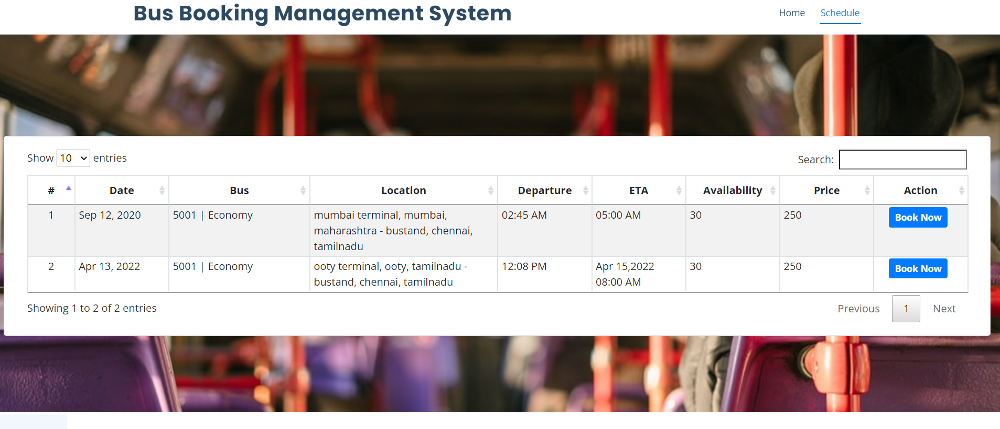 Bus Booking Management System
Home Schedule
Show 10 entries
Search:
# Date Bus Location Departure ETA Availability Price Action
1 Sep 12, 2020 5001 | Economy mumbai terminal, mumbai, 02:45 AM 05:00 AM 30 250 Book Now
maharashtra - bustand, chennai,
tamilnadu
2 Apr 13, 2022 5001 | Economy ooty terminal, ooty, tamilnadu - 12:08 PM Apr 15,2022 30 250 Book Now
bustand, chennai, tamilnadu 08:00 AM
Showing 1 to 2 of 2 entries
Previous 1 Next